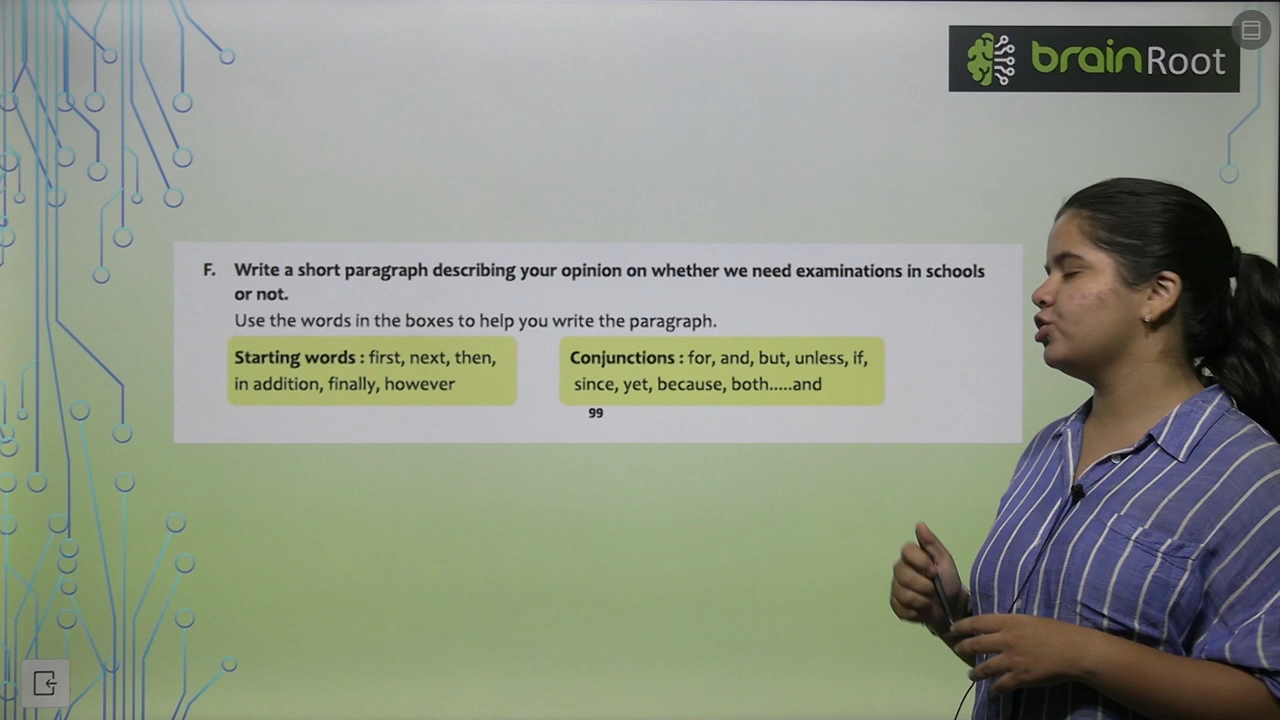 brainRoot
F. Write a short paragraph describing your opinion on whether we need examinations in schools
or not.
Use the words in the boxes to help you write the paragraph.
Starting words : first, next, then,
in addition, finally, however
Conjunctions : for, and, but, unless, if,
since, yet, because, both.....and
99